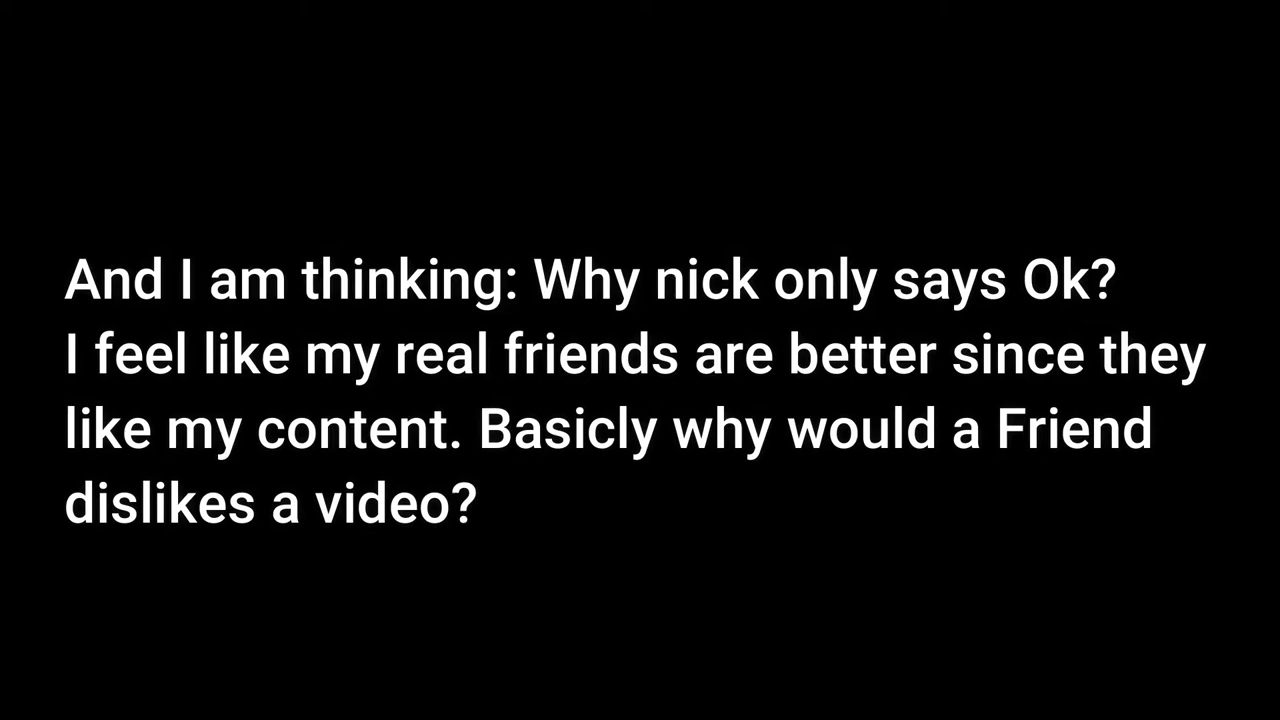 And I am thinking: Why nick only says Ok?
I feel like my real friends are better since they
like my content. Basicly why would a Friend
dislikes a video?